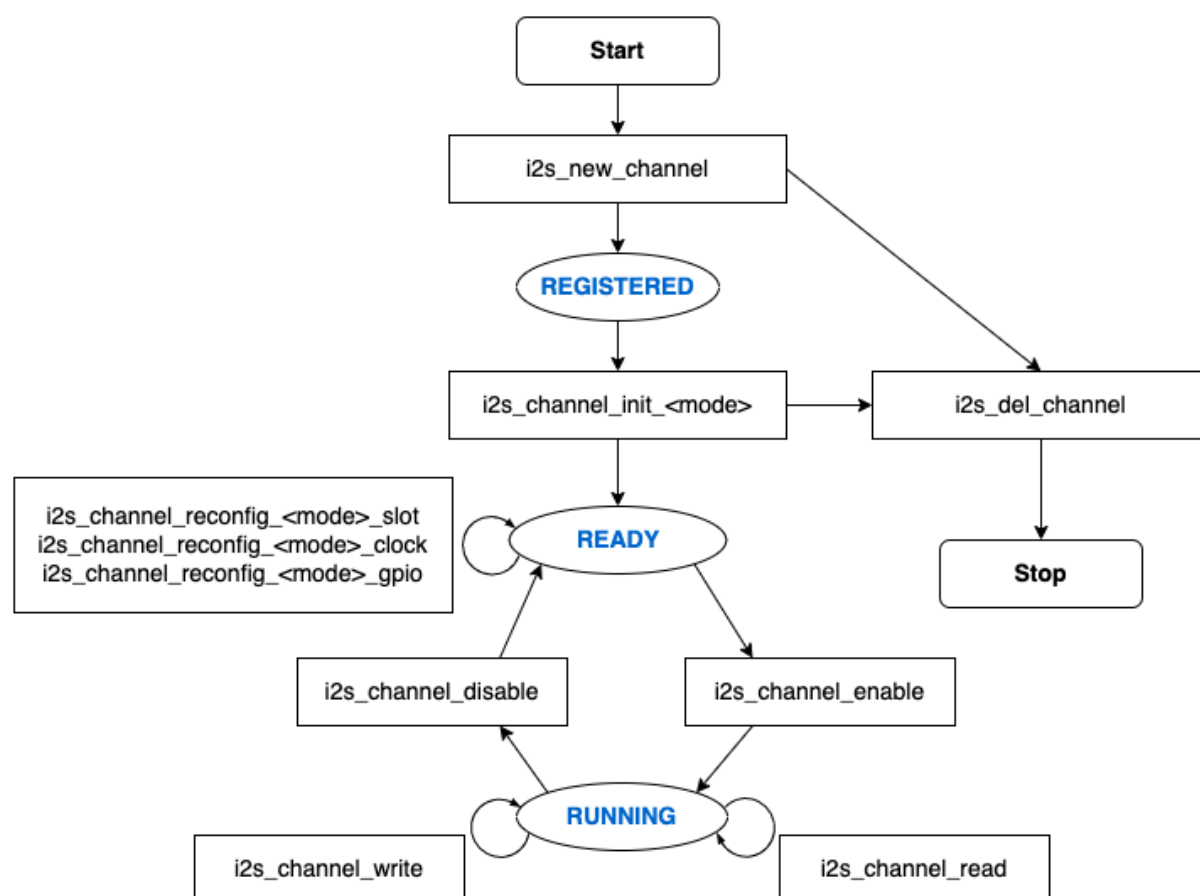 Start
i2s_new_channel
REGISTERED
i2s_channel_init_<mode>
i2s_del_channel
i2s_channel_reconfig_<mode>_slot
i2s_channel_reconfig_<mode>_clock
i2s_channel_reconfig_<mode>_gpio
READY
Stop
i2s_channel_disable
i2s_channel_enable
RUNNING
i2s_channel_write
i2s_channel_read